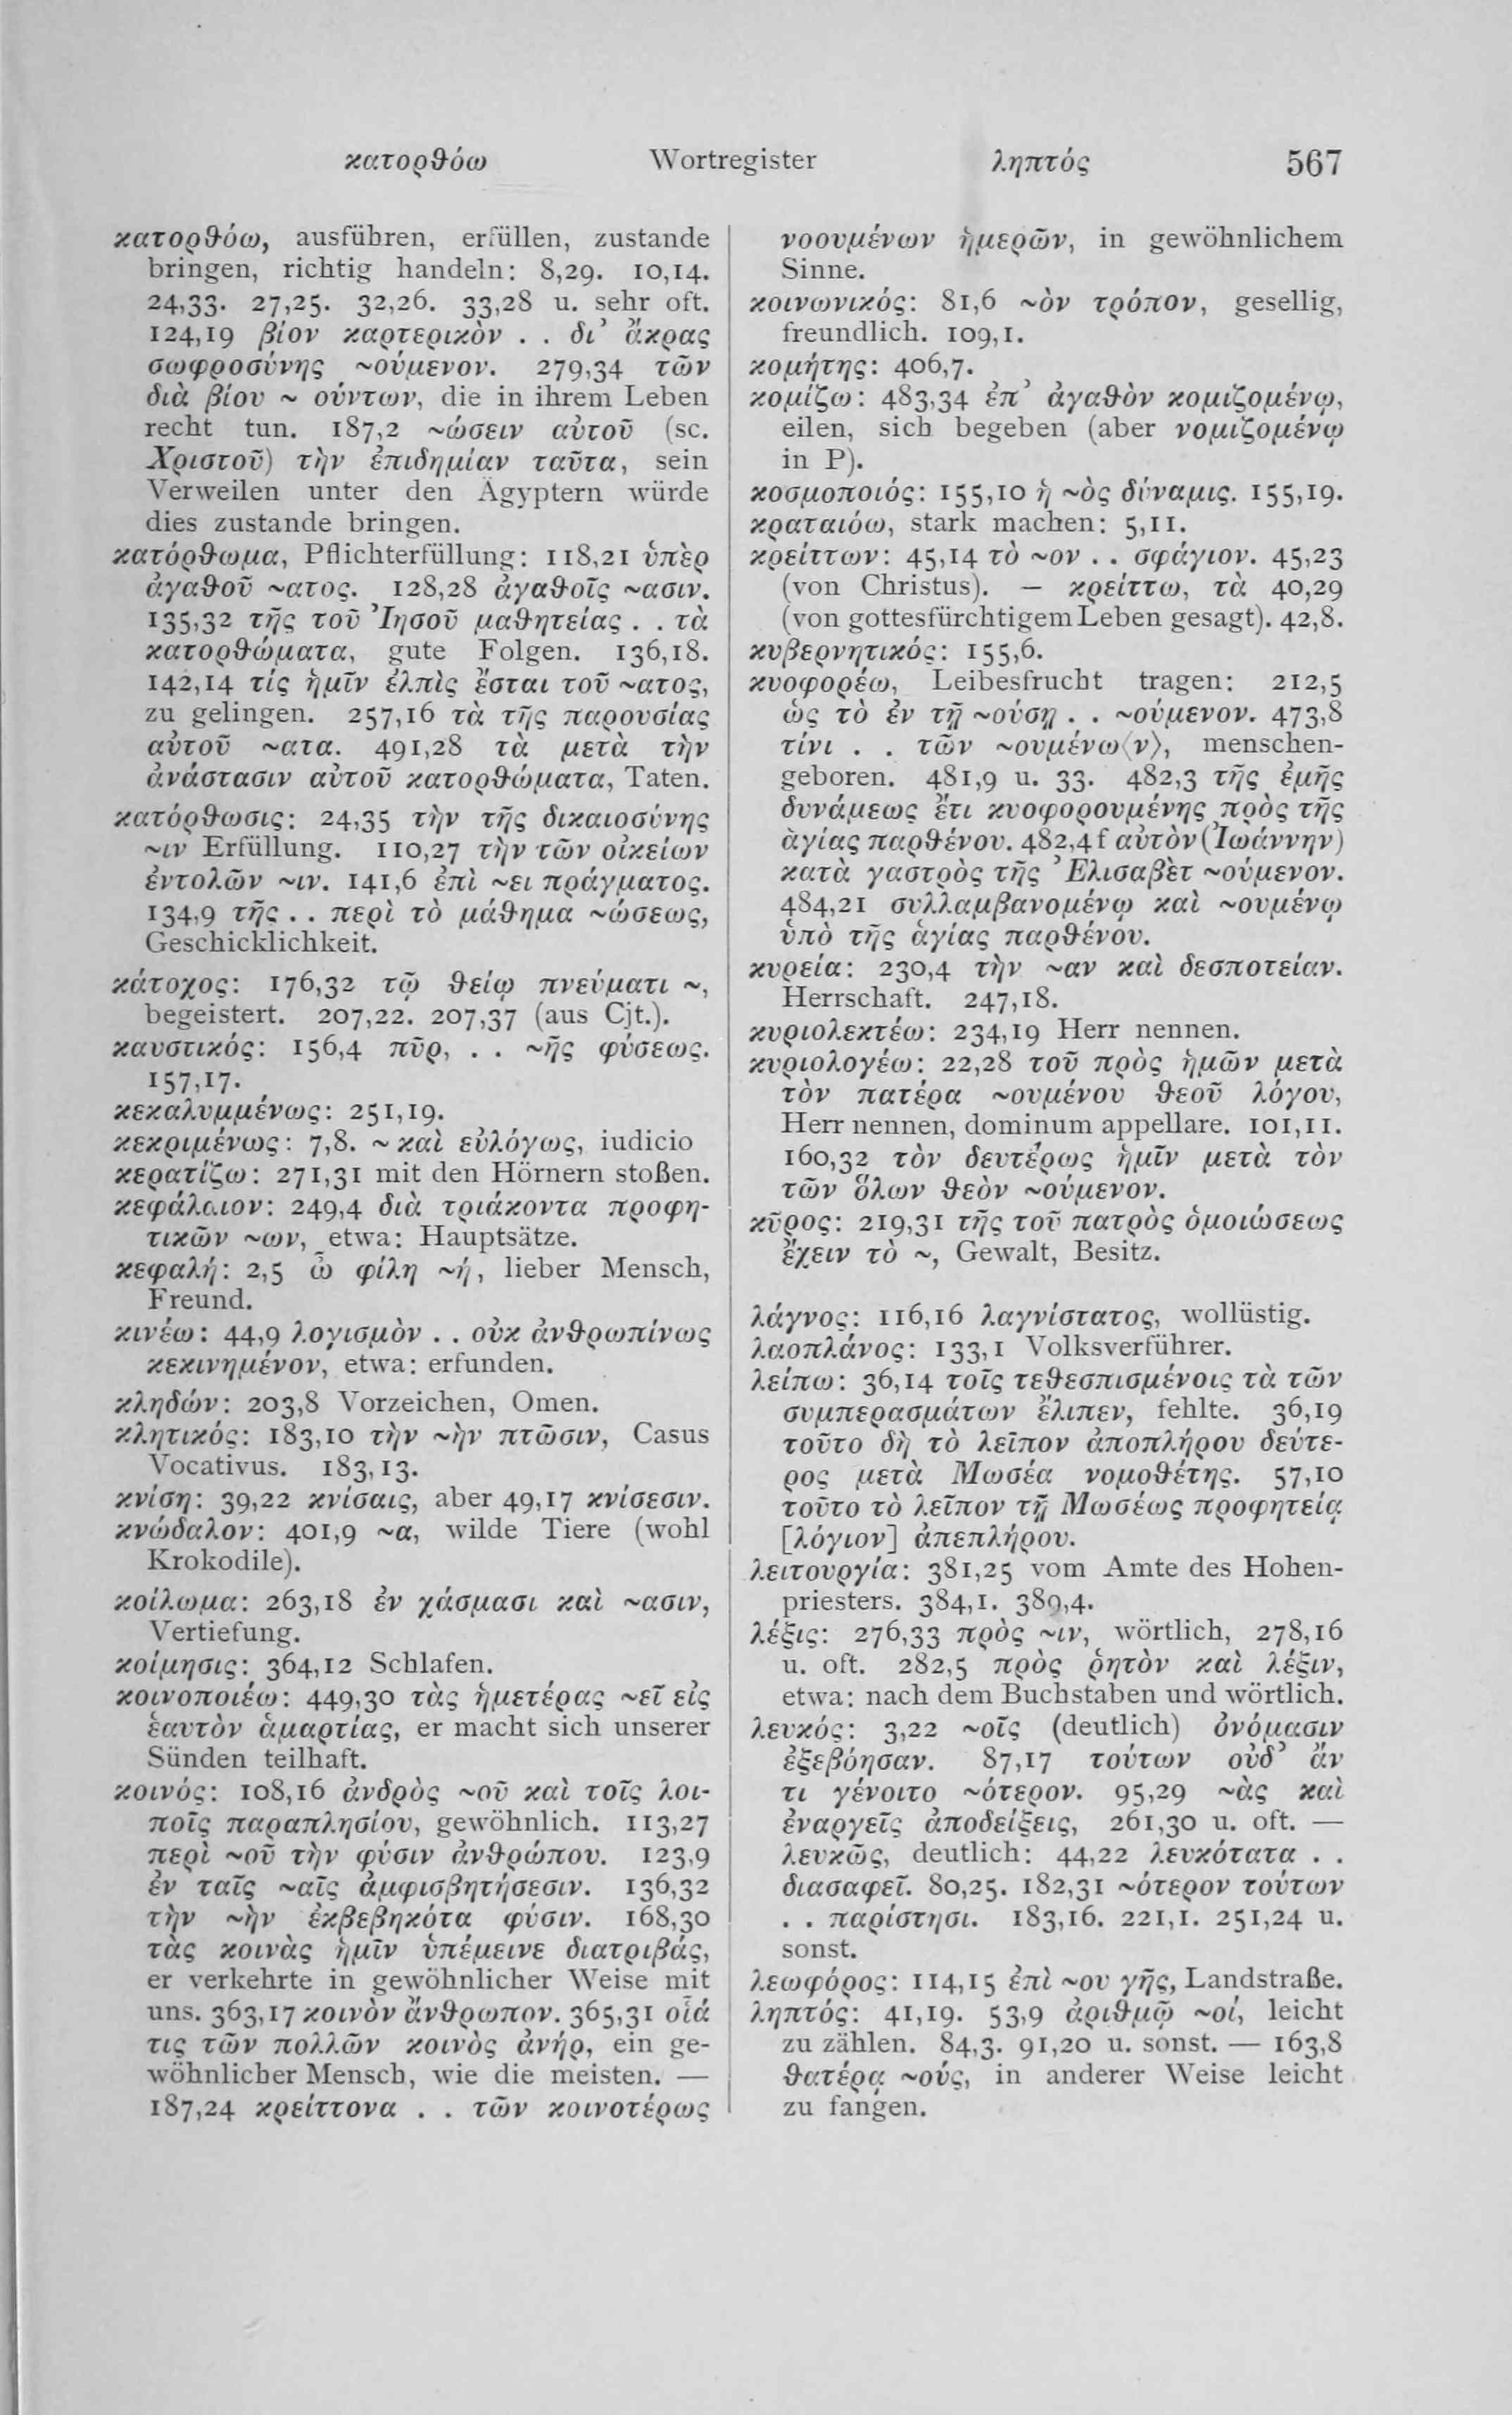 κατορθόω Wortregister ληπτός 567
κατορθόω, ausführen, erfüllen, zustande
bringen, richtig handeln: 8,29. 10,14.
24,33. 27,25. 32,26. 33,28 u. sehr oft.
124,19 βίον καρτερικὸν . . δι’ ἄκρας
σωφροσύνης ~ούμενον. 279,34 τῶν
διὰ βίου ~ ούντων, die in ihrem Leben
recht tun. 187,2 ~ώσειν αὐτοῦ (sc.
Χριστοῦ) τὴν ἐπιδημίαν ταῦτα, sein
Verweilen unter den Ägyptern würde
dies zustande bringen.
κατόρθωμα, Pflichterfüllung: 118,21 ὑπὲρ
ἀγαθοῦ ~ατος. 128,28 ἀγαθοῖς ~ασιν.
135,32 τῆς τοῦ Ἰησοῦ μαθητείας . . τὰ
κατορθώματα, gute Folgen. 136,18.
142,14 τίς ἡμῖν ἐλπὶς ἔσται τοῦ ~ατος,
zu gelingen. 257,16 τὰ τῆς παρουσίας
αὐτοῦ ~ατα. 491,28 τὰ μετὰ τὴν
ἀνάστασιν αὐτοῦ κατορθώματα, Taten.
κατόρθωσις: 24,35 τὴν τῆς δικαιοσύνης
~ιν Erfüllung. 110,27 τὴν τῶν οἰκείων
ἐντολῶν ~ιν. 141,6 ἐπὶ ~ει πράγματος.
134,9 τῆς . . περὶ τὸ μάθημα ~ώσεως,
Geschicklichkeit.
κάτοχος: 176,32 τῷ θείῳ πνεύματι ~,
begeistert. 207,22. 207,37 (aus Cjt.).
καυστικός: 156,4 πῦρ, . . ~ῆς φύσεως.
157,17.
κεκαλυμμένως: 251,19.
κεκριμένως: 7,8. ~ καὶ εὐλόγως, iudicio
κερατίζω: 271,31 mit den Hörnern stoßen.
κεφάλαιον: 249,4 διὰ τριάκοντα προφη-
τικῶν ~ων, etwa: Hauptsätze.
κεφαλή: 2,5 ὦ φίλη ~ή, lieber Mensch,
Freund.
κινέω: 44,9 λογισμὸν . . οὐκ ἀνθρωπίνως
κεκινημένον, etwa: erfunden.
κληδών: 203,8 Vorzeichen, Omen.
κλητικός: 183,10 τὴν ~ὴν πτῶσιν, Casus
Vocativus. 183,13.
κνίση: 39,22 κνίσαις, aber 49,17 κνίσεσιν.
κνώδαλον: 401,9 ~α, wilde Tiere (wohl
Krokodile).
κοίλωμα: 263,18 ἐν χάσμασι καὶ ~ασιν,
Vertiefung.
κοίμησις: 364,12 Schlafen.
κοινοποιέω: 449,30 τὰς ἡμετέρας ~εῖ εἰς
ἑαυτὸν ἁμαρτίας, er macht sich unserer
Sünden teilhaft.
κοινός: 108,16 ἀνδρὸς ~οῦ καὶ τοῖς λοι-
ποῖς παραπλησίου, gewöhnlich. 113,27
περὶ ~οῦ τὴν φύσιν ἀνθρώπου. 123,9
ἐν ταῖς ~αῖς ἀμφισβητήσεσιν. 136,32
τὴν ~ὴν ἐκβεβηκότα φύσιν. 168,30
τὰς κοινὰς ἡμῖν ὑπέμεινε διατριβάς,
er verkehrte in gewöhnlicher Weise mit
uns. 363,17 κοινὸν ἄνθρωπον. 365,31 οἷά
τις τῶν πολλῶν κοινὸς ἀνήρ, ein ge-
wöhnlicher Mensch, wie die meisten. —
187,24 κρείττονα . . τῶν κοινοτέρως
νοουμένων ἡμερῶν, in gewöhnlichem
Sinne.
κοινωνικός: 81,6 ~ὸν τρόπον, gesellig,
freundlich. 109,1.
κομήτης: 406,7.
κομίζω: 483,34 ἐπ’ ἀγαθὸν κομιζομένῳ,
eilen, sich begeben (aber νομιζομένῳ
in P).
κοσμοποιός: 155,10 ἡ ~ὸς δύναμις. 155,19.
κραταιόω, stark machen: 5,11.
κρείττων: 45,14 τὸ ~ον . . σφάγιον. 45,23
(von Christus). — κρείττω, τὰ 40,29
(von gottesfürchtigem Leben gesagt). 42,8.
κυβερνητικός: 155,6.
κυοφορέω, Leibesfrucht tragen: 212,5
ὡς τὸ ἐν τῇ ~ούσῃ . . ~ούμενον. 473,8
τίνι . . τῶν ~ουμένω⟨ν⟩, menschen-
geboren. 481,9 u. 33. 482,3 τῆς ἐμῆς
δυνάμεως ἔτι κυοφορουμένης πρὸς τῆς
ἁγίας παρθένου. 482,4 f αὐτὸν (Ἰωάννην)
κατὰ γαστρὸς τῆς Ἐλισαβὲτ ~ούμενον.
484,21 συλλαμβανομένῳ καὶ ~ουμένῳ
ὑπὸ τῆς ἁγίας παρθένου.
κυρεία: 230,4 τὴν ~αν καὶ δεσποτείαν.
Herrschaft. 247,18.
κυριολεκτέω: 234,19 Herr nennen.
κυριολογέω: 22,28 τοῦ πρὸς ἡμῶν μετὰ
τὸν πατέρα ~ουμένου θεοῦ λόγου,
Herr nennen, dominum appellare. 101,11.
160,32 τὸν δευτέρως ἡμῖν μετὰ τὸν
τῶν ὅλων θεὸν ~ούμενον.
κῦρος: 219,31 τῆς τοῦ πατρὸς ὁμοιώσεως
ἔχειν τὸ ~, Gewalt, Besitz.
λάγνος: 116,16 λαγνίστατος, wollüstig.
λαοπλάνος: 133,1 Volksverführer.
λείπω: 36,14 τοῖς τεθεσπισμένοις τὰ τῶν
συμπερασμάτων ἔλιπεν, fehlte. 36,19
τοῦτο δὴ τὸ λεῖπον ἀποπλήρου δεύτε-
ρος μετὰ Μωσέα νομοθέτης. 57,10
τοῦτο τὸ λεῖπον τῇ Μωσέως προφητείᾳ
[λόγιον] ἀπεπλήρου.
λειτουργία: 381,25 vom Amte des Hohen-
priesters. 384,1. 389,4.
λέξις: 276,33 πρὸς ~ιν, wörtlich, 278,16
u. oft. 282,5 πρὸς ῥητὸν καὶ λέξιν,
etwa: nach dem Buchstaben und wörtlich.
λευκός: 3,22 ~οῖς (deutlich) ὀνόμασιν
ἐξεβόησαν. 87,17 τούτων οὐδ’ ἄν
τι γένοιτο ~ότερον. 95,29 ~ὰς καὶ
ἐναργεῖς ἀποδείξεις, 261,30 u. oft. —
λευκῶς, deutlich: 44,22 λευκότατα . .
διασαφεῖ. 80,25. 182,31 ~ότερον τούτων
. . παρίστησι. 183,16. 221,1. 251,24 u.
sonst.
λεωφόρος: 114,15 ἐπὶ ~ου γῆς, Landstraße.
ληπτός: 41,19. 53,9 ἀριθμῷ ~οί, leicht
zu zählen. 84,3. 91,20 u. sonst. — 163,8
θατέρᾳ ~ούς, in anderer Weise leicht
zu fangen.